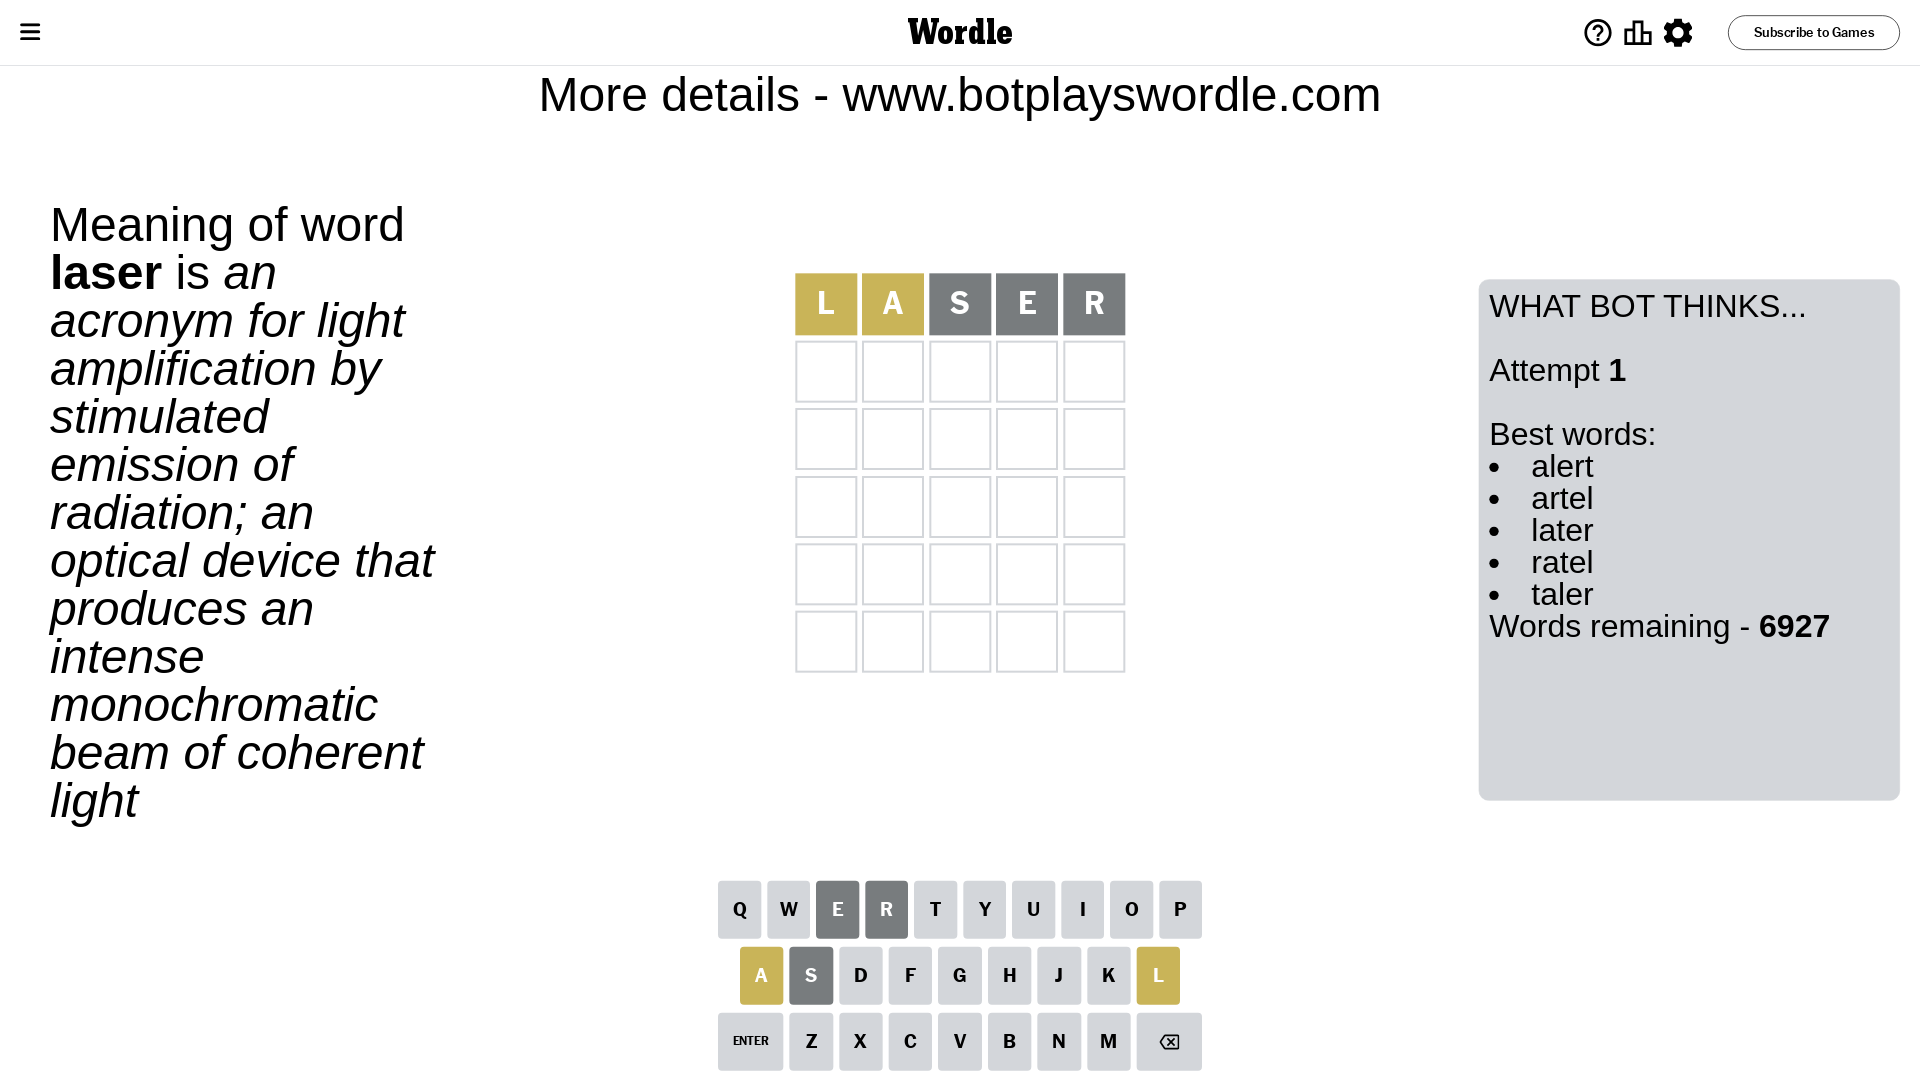 Wordle
Subscribe to Games
More details - www.botplayswordle.com
Meaning of word
laser is an
acronym for light
amplification by
stimulated
emission of
radiation; an
optical device that
produces an
intense
monochromatic
beam of coherent
light
L A S E R
WHAT BOT THINKS...
Attempt 1
Best words:
• alert
• artel
• later
• ratel
• taler
Words remaining - 6927
Q W E R T Y U I O P
A S D F G H J K L
ENTER Z X C V B N M